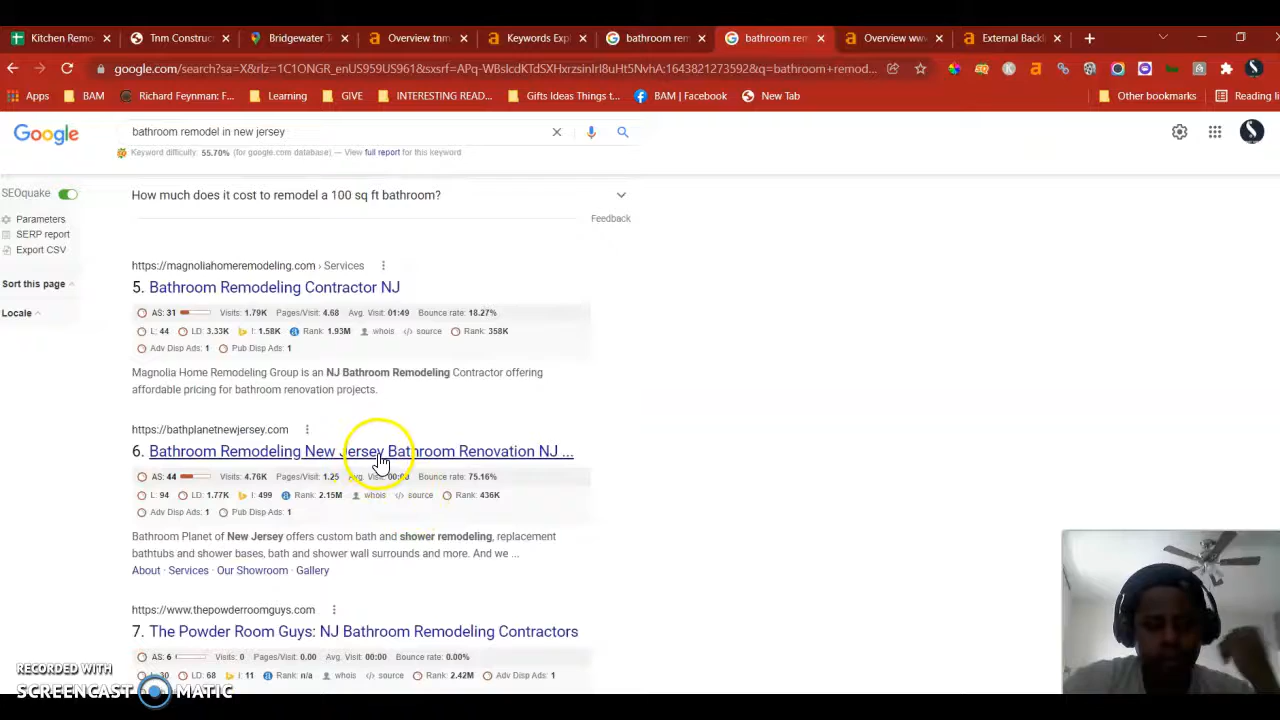 Kitchen Remo
Tnm Construc
Bridgewater T
Overview tnm
Keywords Exp
bathroom rem
bathroom rem
Overview www
External Back
google.com/search?sa=X&rlz=1C1ONGR_enUS959US961&sxsrf=APq-WBslcdKTdSXHxrzsinIrl8uHt5NvhA:1643821273592&q=bathroom+remod...
Apps
BAM
Richard Feynman: F...
Learning
GIVE
INTERESTING READ...
Gifts Ideas Things t...
BAM | Facebook
New Tab
Other bookmarks
Reading li
Google
bathroom remodel in new jersey
Keyword difficulty: 55.70% (for google.com database) — View full report for this keyword
SEOquake
Parameters
SERP report
Export CSV
Sort this page
Locale
How much does it cost to remodel a 100 sq ft bathroom?
Feedback
https://magnoliahomeremodeling.com › Services
5. Bathroom Remodeling Contractor NJ
AS: 31 Visits: 1.79K Pages/Visit: 4.68 Avg. Visit: 01:49 Bounce rate: 18.27%
L: 44 LD: 3.33K I: 1.58K Rank: 1.93M whois </> source Rank: 358K
Adv Disp Ads: 1 Pub Disp Ads: 1
Magnolia Home Remodeling Group is an NJ Bathroom Remodeling Contractor offering
affordable pricing for bathroom renovation projects.
https://bathplanetnewjersey.com
6. Bathroom Remodeling New Jersey Bathroom Renovation NJ ...
AS: 44 Visits: 4.76K Pages/Visit: 1.25 Avg. Visit: 00:00 Bounce rate: 75.16%
L: 94 LD: 1.77K I: 499 Rank: 2.15M whois </> source Rank: 436K
Adv Disp Ads: 1 Pub Disp Ads: 1
Bathroom Planet of New Jersey offers custom bath and shower remodeling, replacement
bathtubs and shower bases, bath and shower wall surrounds and more. And we ...
About · Services · Our Showroom · Gallery
https://www.thepowderroomguys.com
7. The Powder Room Guys: NJ Bathroom Remodeling Contractors
AS: 6 Visits: 0 Pages/Visit: 0.00 Avg. Visit: 00:00 Bounce rate: 0.00%
L: 30 LD: 68 I: 11 Rank: n/a whois </> source Rank: 2.42M Adv Disp Ads: 1
RECORDED WITH
SCREENCAST MATIC